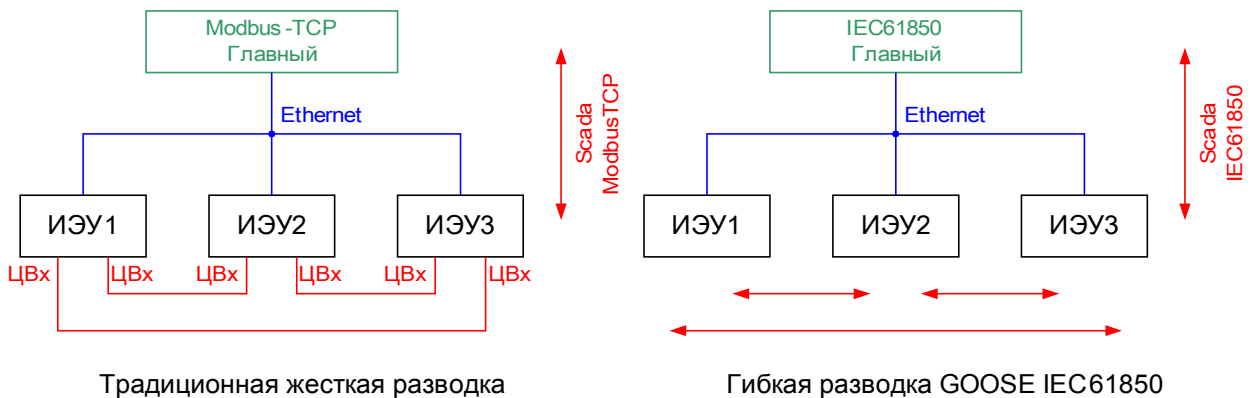 Modbus-TCP
Главный
Ethernet
Scada
ModbusTCP
ИЭУ1
ИЭУ2
ИЭУ3
ЦВх
ЦВх
ЦВх
ЦВх
ЦВх
ЦВх
Традиционная жесткая разводка
IEC61850
Главный
Ethernet
Scada
IEC61850
ИЭУ1
ИЭУ2
ИЭУ3
Гибкая разводка GOOSE IEC61850